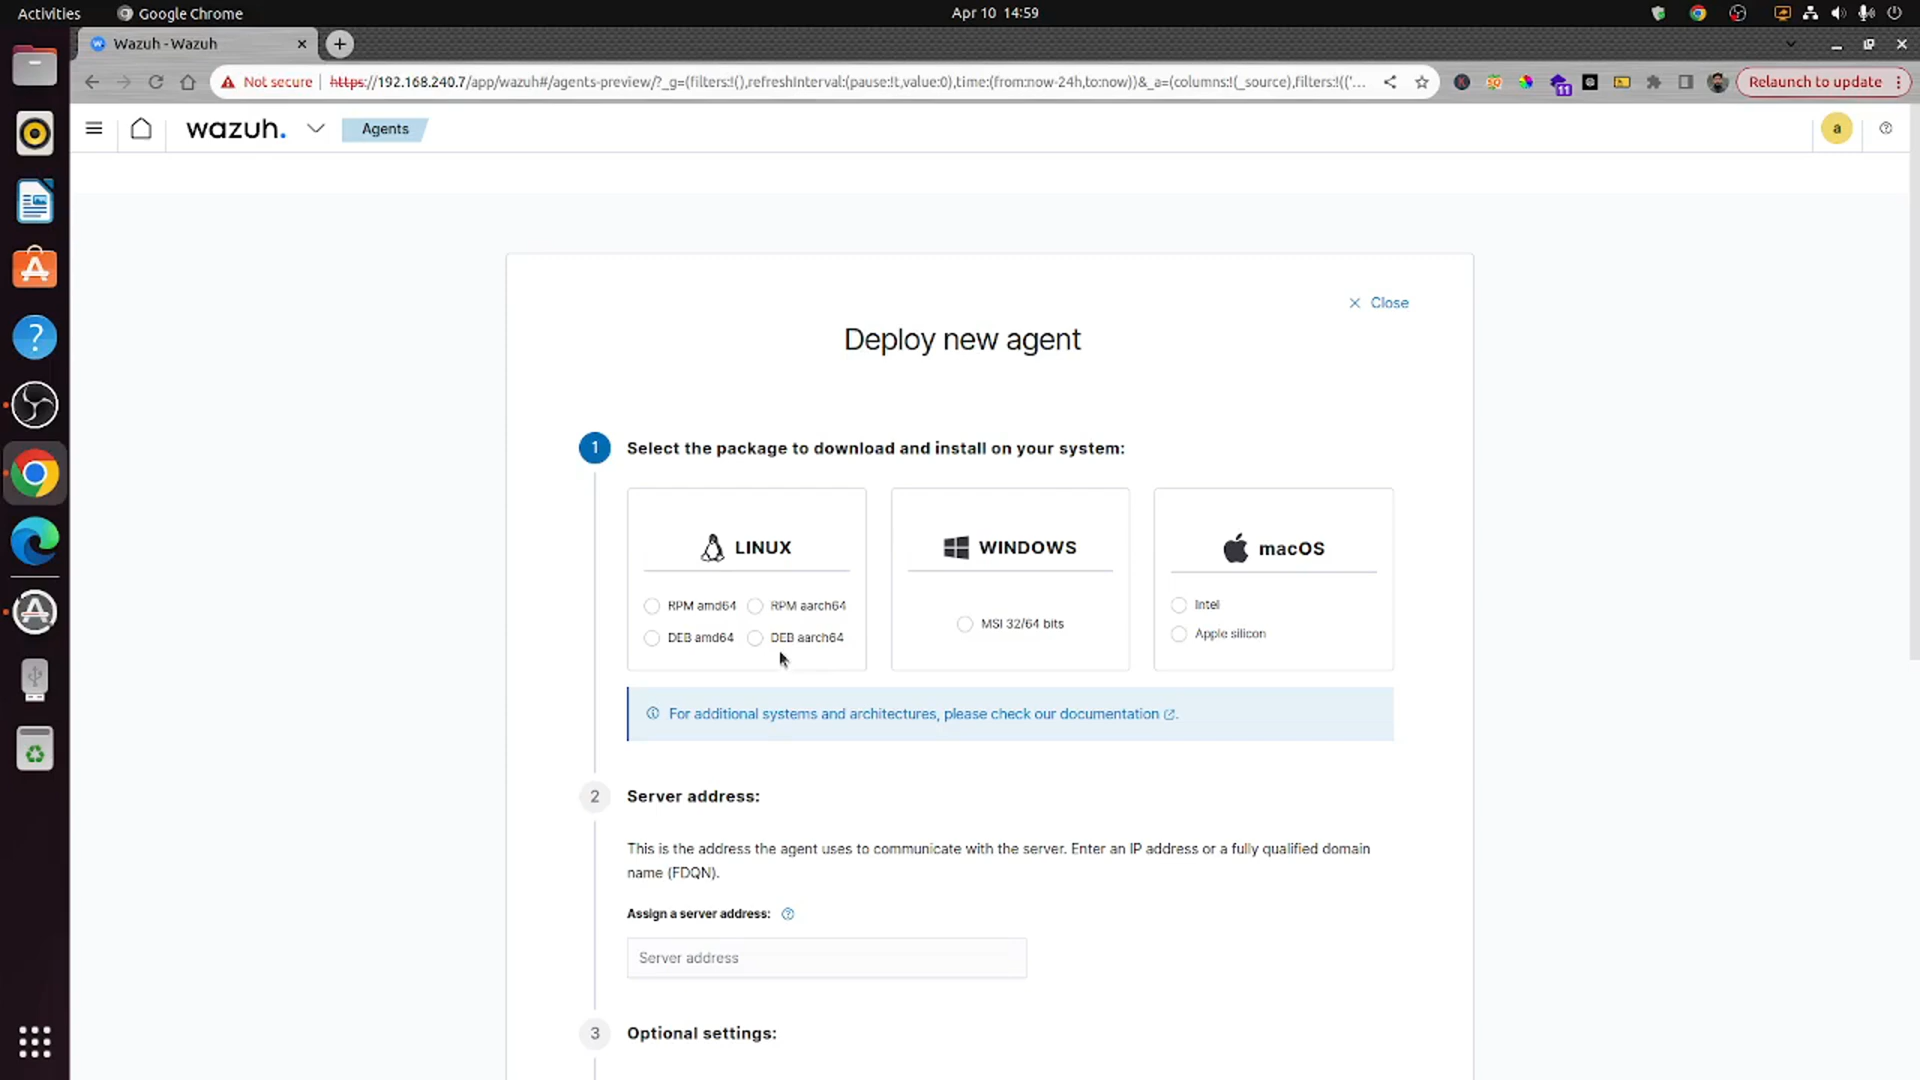 Activities
Google Chrome
Apr 10 14:59
Wazuh - Wazuh
Not secure
https://192.168.240.7/app/wazuh#/agents-preview/?_g=(filters:!(),refreshInterval:(pause:!t,value:0),time:(from:now-24h,to:now))&_a=(columns:!(_source),filters:!(('...
11
Relaunch to update
wazuh.
Agents
a
Close
Deploy new agent
1
Select the package to download and install on your system:
LINUX
RPM amd64
RPM aarch64
DEB amd64
DEB aarch64
WINDOWS
MSI 32/64 bits
macOS
Intel
Apple silicon
For additional systems and architectures, please check our documentation.
2
Server address:
This is the address the agent uses to communicate with the server. Enter an IP address or a fully qualified domain
name (FDQN).
Assign a server address:
Server address
3
Optional settings: